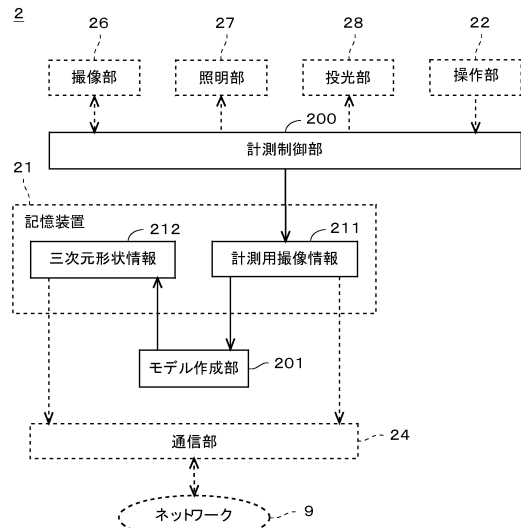 2
26
27
28
22
撮像部
照明部
投光部
操作部
200
計測制御部
21
記憶装置
212
211
三次元形状情報
計測用撮像情報
モデル作成部
201
通信部
24
ネットワーク
9